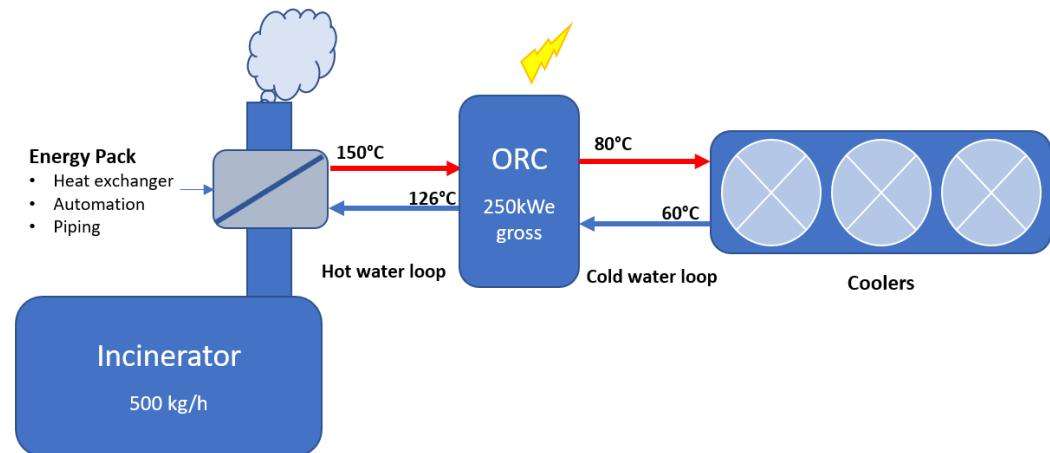 Energy Pack
• Heat exchanger
• Automation
• Piping
150°C
126°C
Hot water loop
ORC
250kWe
gross
80°C
60°C
Cold water loop
Coolers
Incinerator
500 kg/h